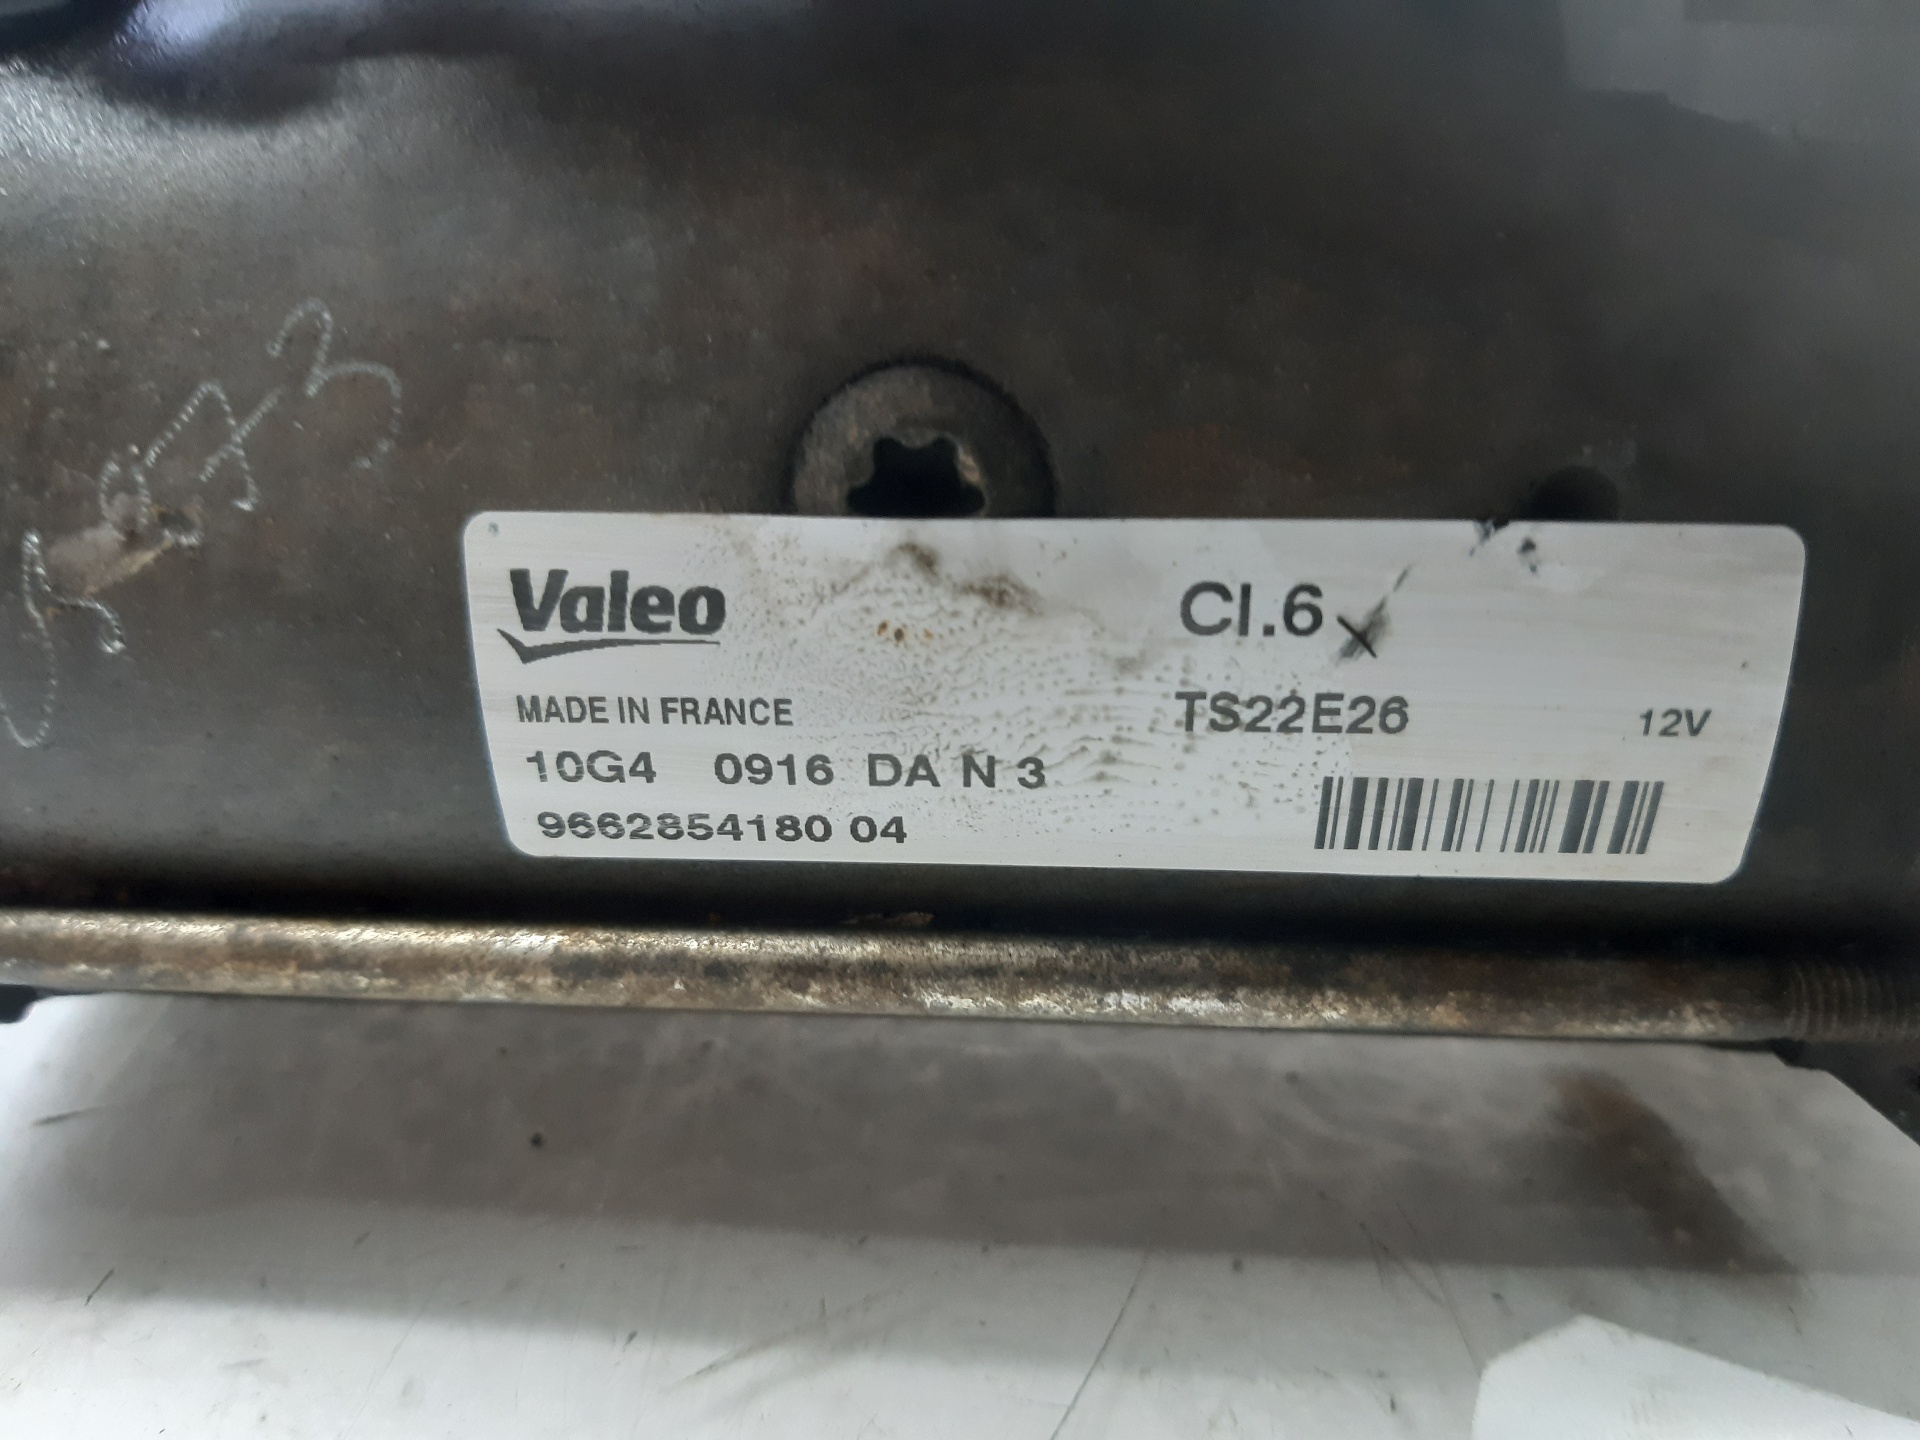 Valeo
Cl.6
MADE IN FRANCE
TS22E26
12V
10G4 0916 DA N 3
9662854180 04